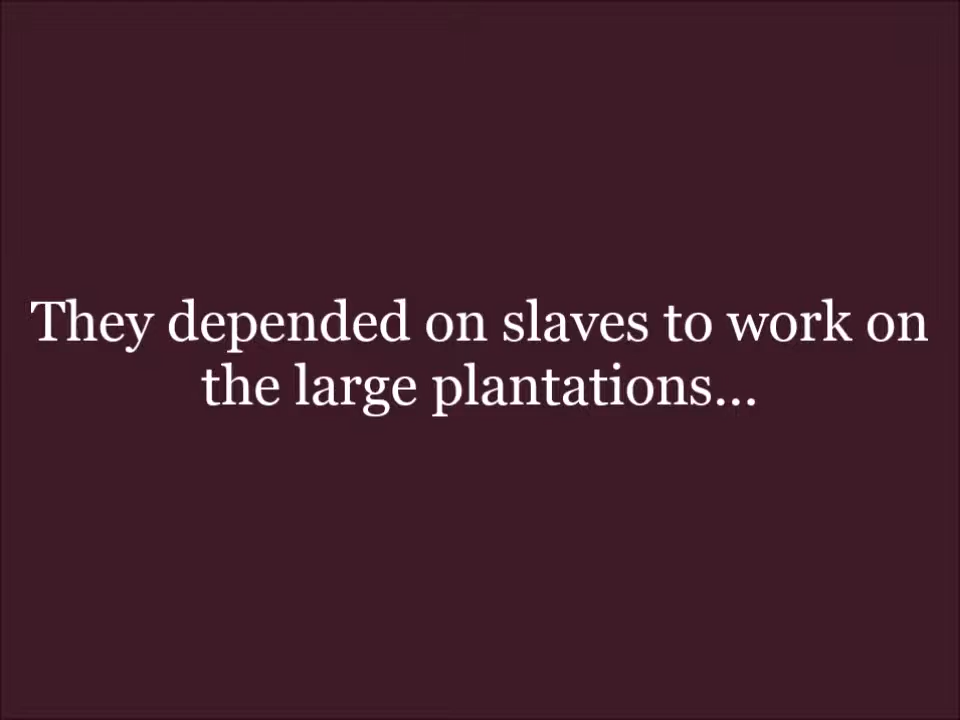 They depended on slaves to work on
the large plantations...